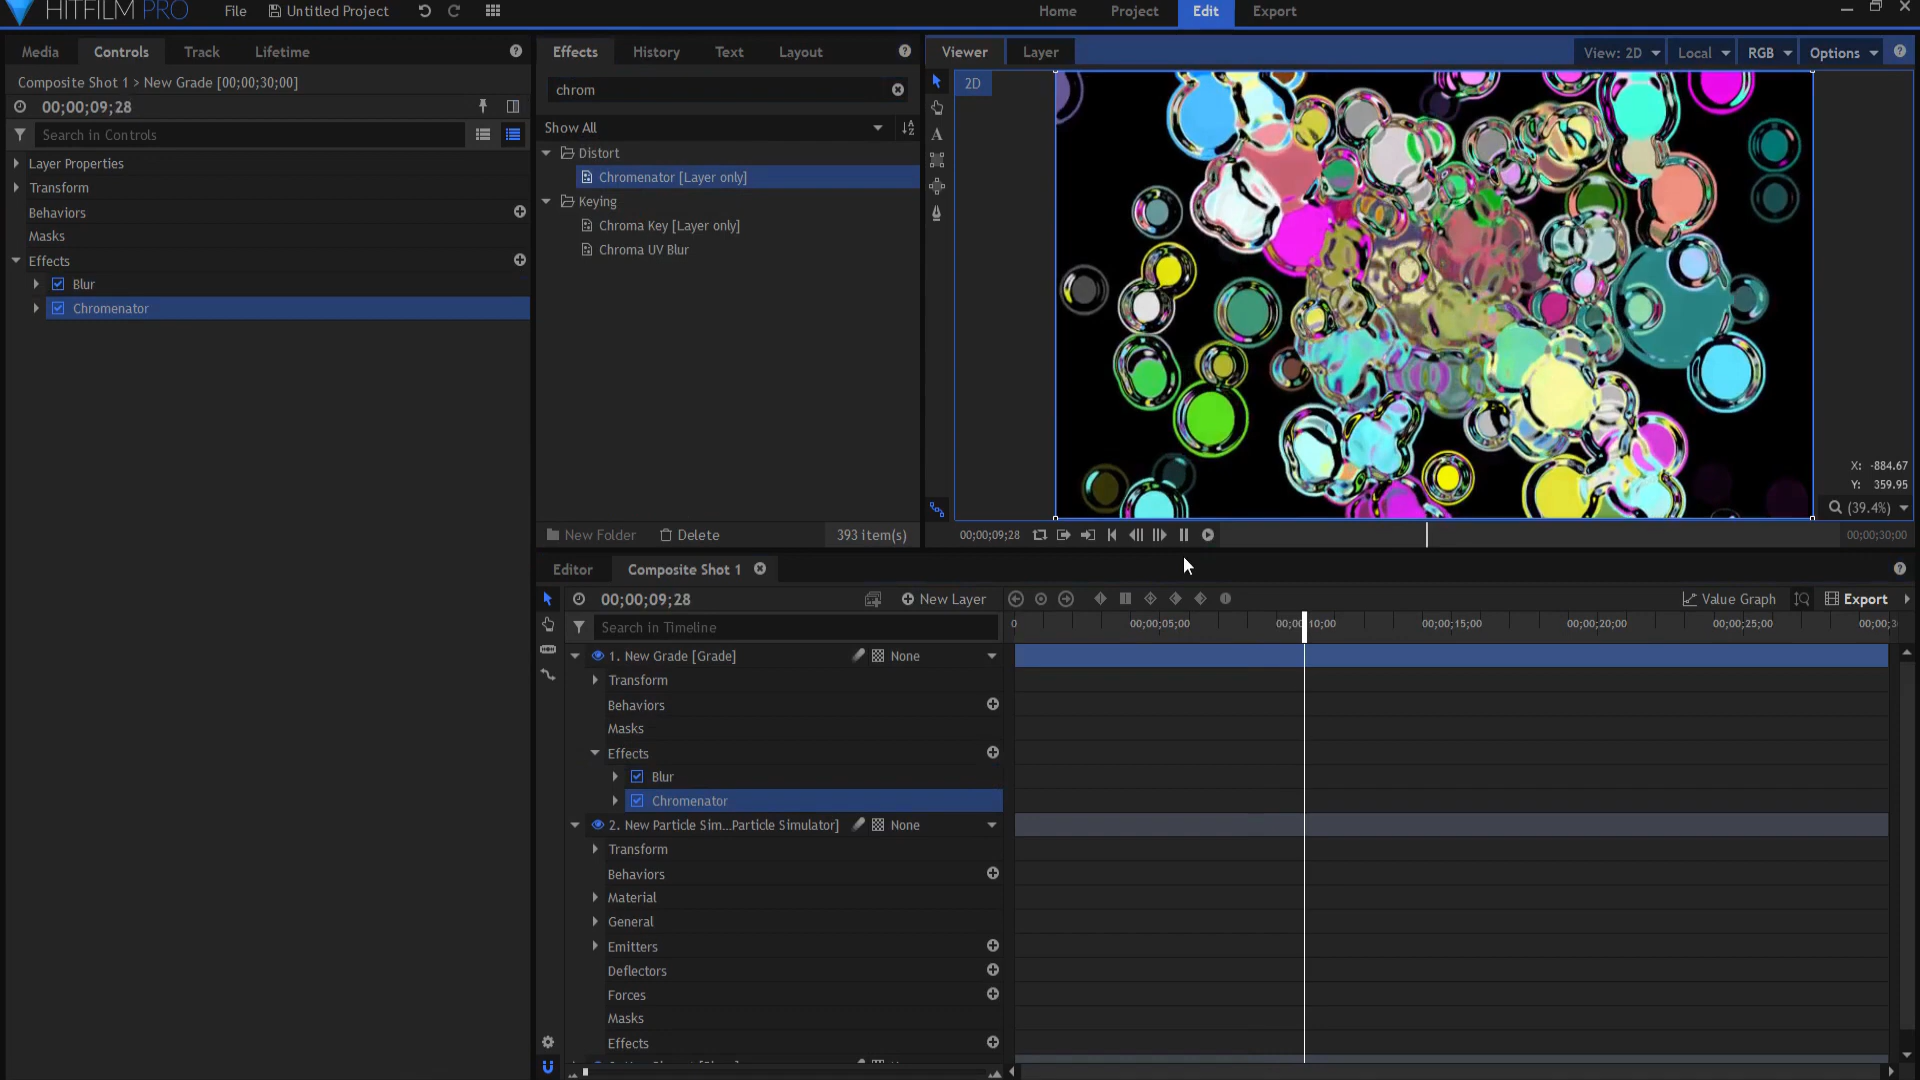 HITFILM PRO
File
Untitled Project
Home
Project
Edit
Export
Media
Controls
Track
Lifetime
Composite Shot 1 > New Grade [00;00;30;00]
00;00;09;28
Search in Controls
Layer Properties
Transform
Behaviors
Masks
Effects
Blur
Chromenator
Effects
History
Text
Layout
chrom
Show All
Distort
Chromenator [Layer only]
Keying
Chroma Key [Layer only]
Chroma UV Blur
New Folder
Delete
393 item(s)
Viewer
Layer
View: 2D
Local
RGB
Options
2D
X: -884.67
Y: 359.95
(39.4%)
00;00;09;28
00;00;30;00
Editor
Composite Shot 1
00;00;09;28
New Layer
Value Graph
Export
Search in Timeline
0
00;00;05;00
00;00;10;00
00;00;15;00
00;00;20;00
00;00;25;00
00;00;3
1. New Grade [Grade]
None
Transform
Behaviors
Masks
Effects
Blur
Chromenator
2. New Particle Sim...Particle Simulator]
None
Transform
Behaviors
Material
General
Emitters
Deflectors
Forces
Masks
Effects